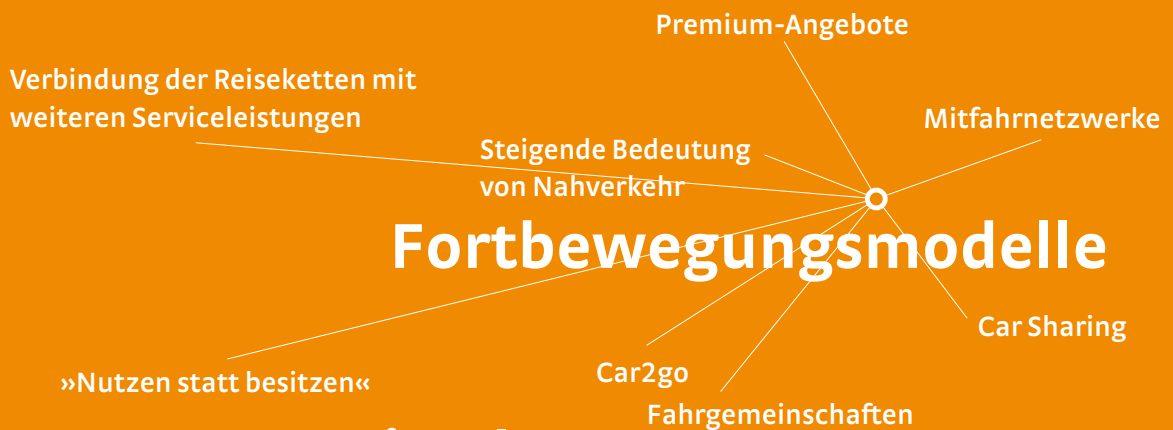 Premium-Angebote
Verbindung der Reiseketten mit
weiteren Serviceleistungen
Mitfahrnetzwerke
Steigende Bedeutung
von Nahverkehr
Fortbewegungsmodelle
Car Sharing
Car2go
»Nutzen statt besitzen«
Fahrgemeinschaften